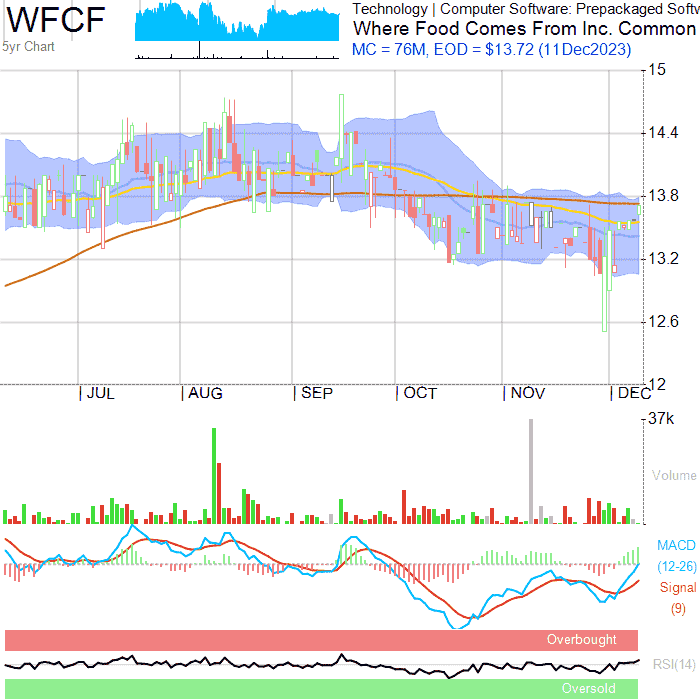 WFCF
5yr Chart
Technology | Computer Software: Prepackaged Softw
Where Food Comes From Inc. Common
MC = 76M, EOD = $13.72 (11Dec2023)
15
14.4
13.8
13.2
12.6
12
| JUL | AUG | SEP | OCT | NOV | DEC
37k
Volume
MACD
(12-26)
Signal
(9)
Overbought
RSI(14)
Oversold